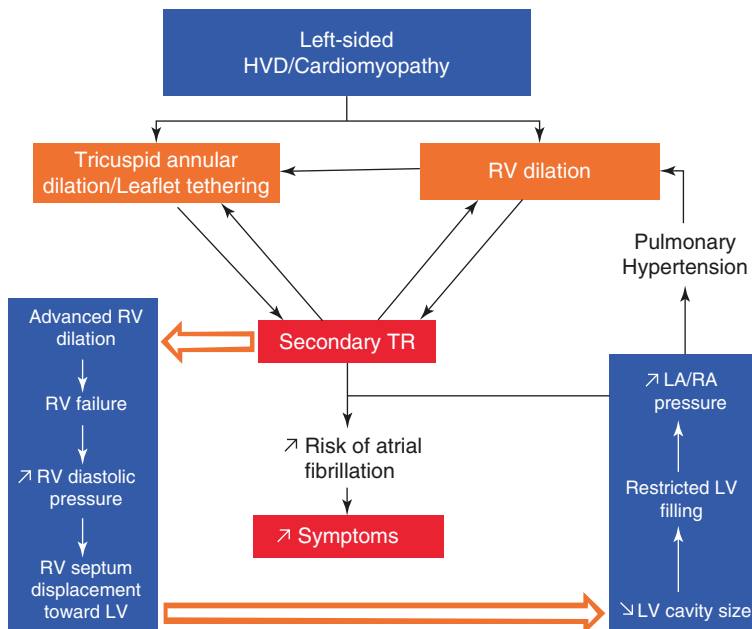 Left-sided
HVD/Cardiomyopathy
Tricuspid annular
dilation/Leaflet tethering
RV dilation
Pulmonary
Hypertension
Advanced RV
dilation
RV failure
↗ RV diastolic
pressure
RV septum
displacement
toward LV
Secondary TR
↗ Risk of atrial
fibrillation
↗ Symptoms
↗ LA/RA
pressure
Restricted LV
filling
↘ LV cavity size